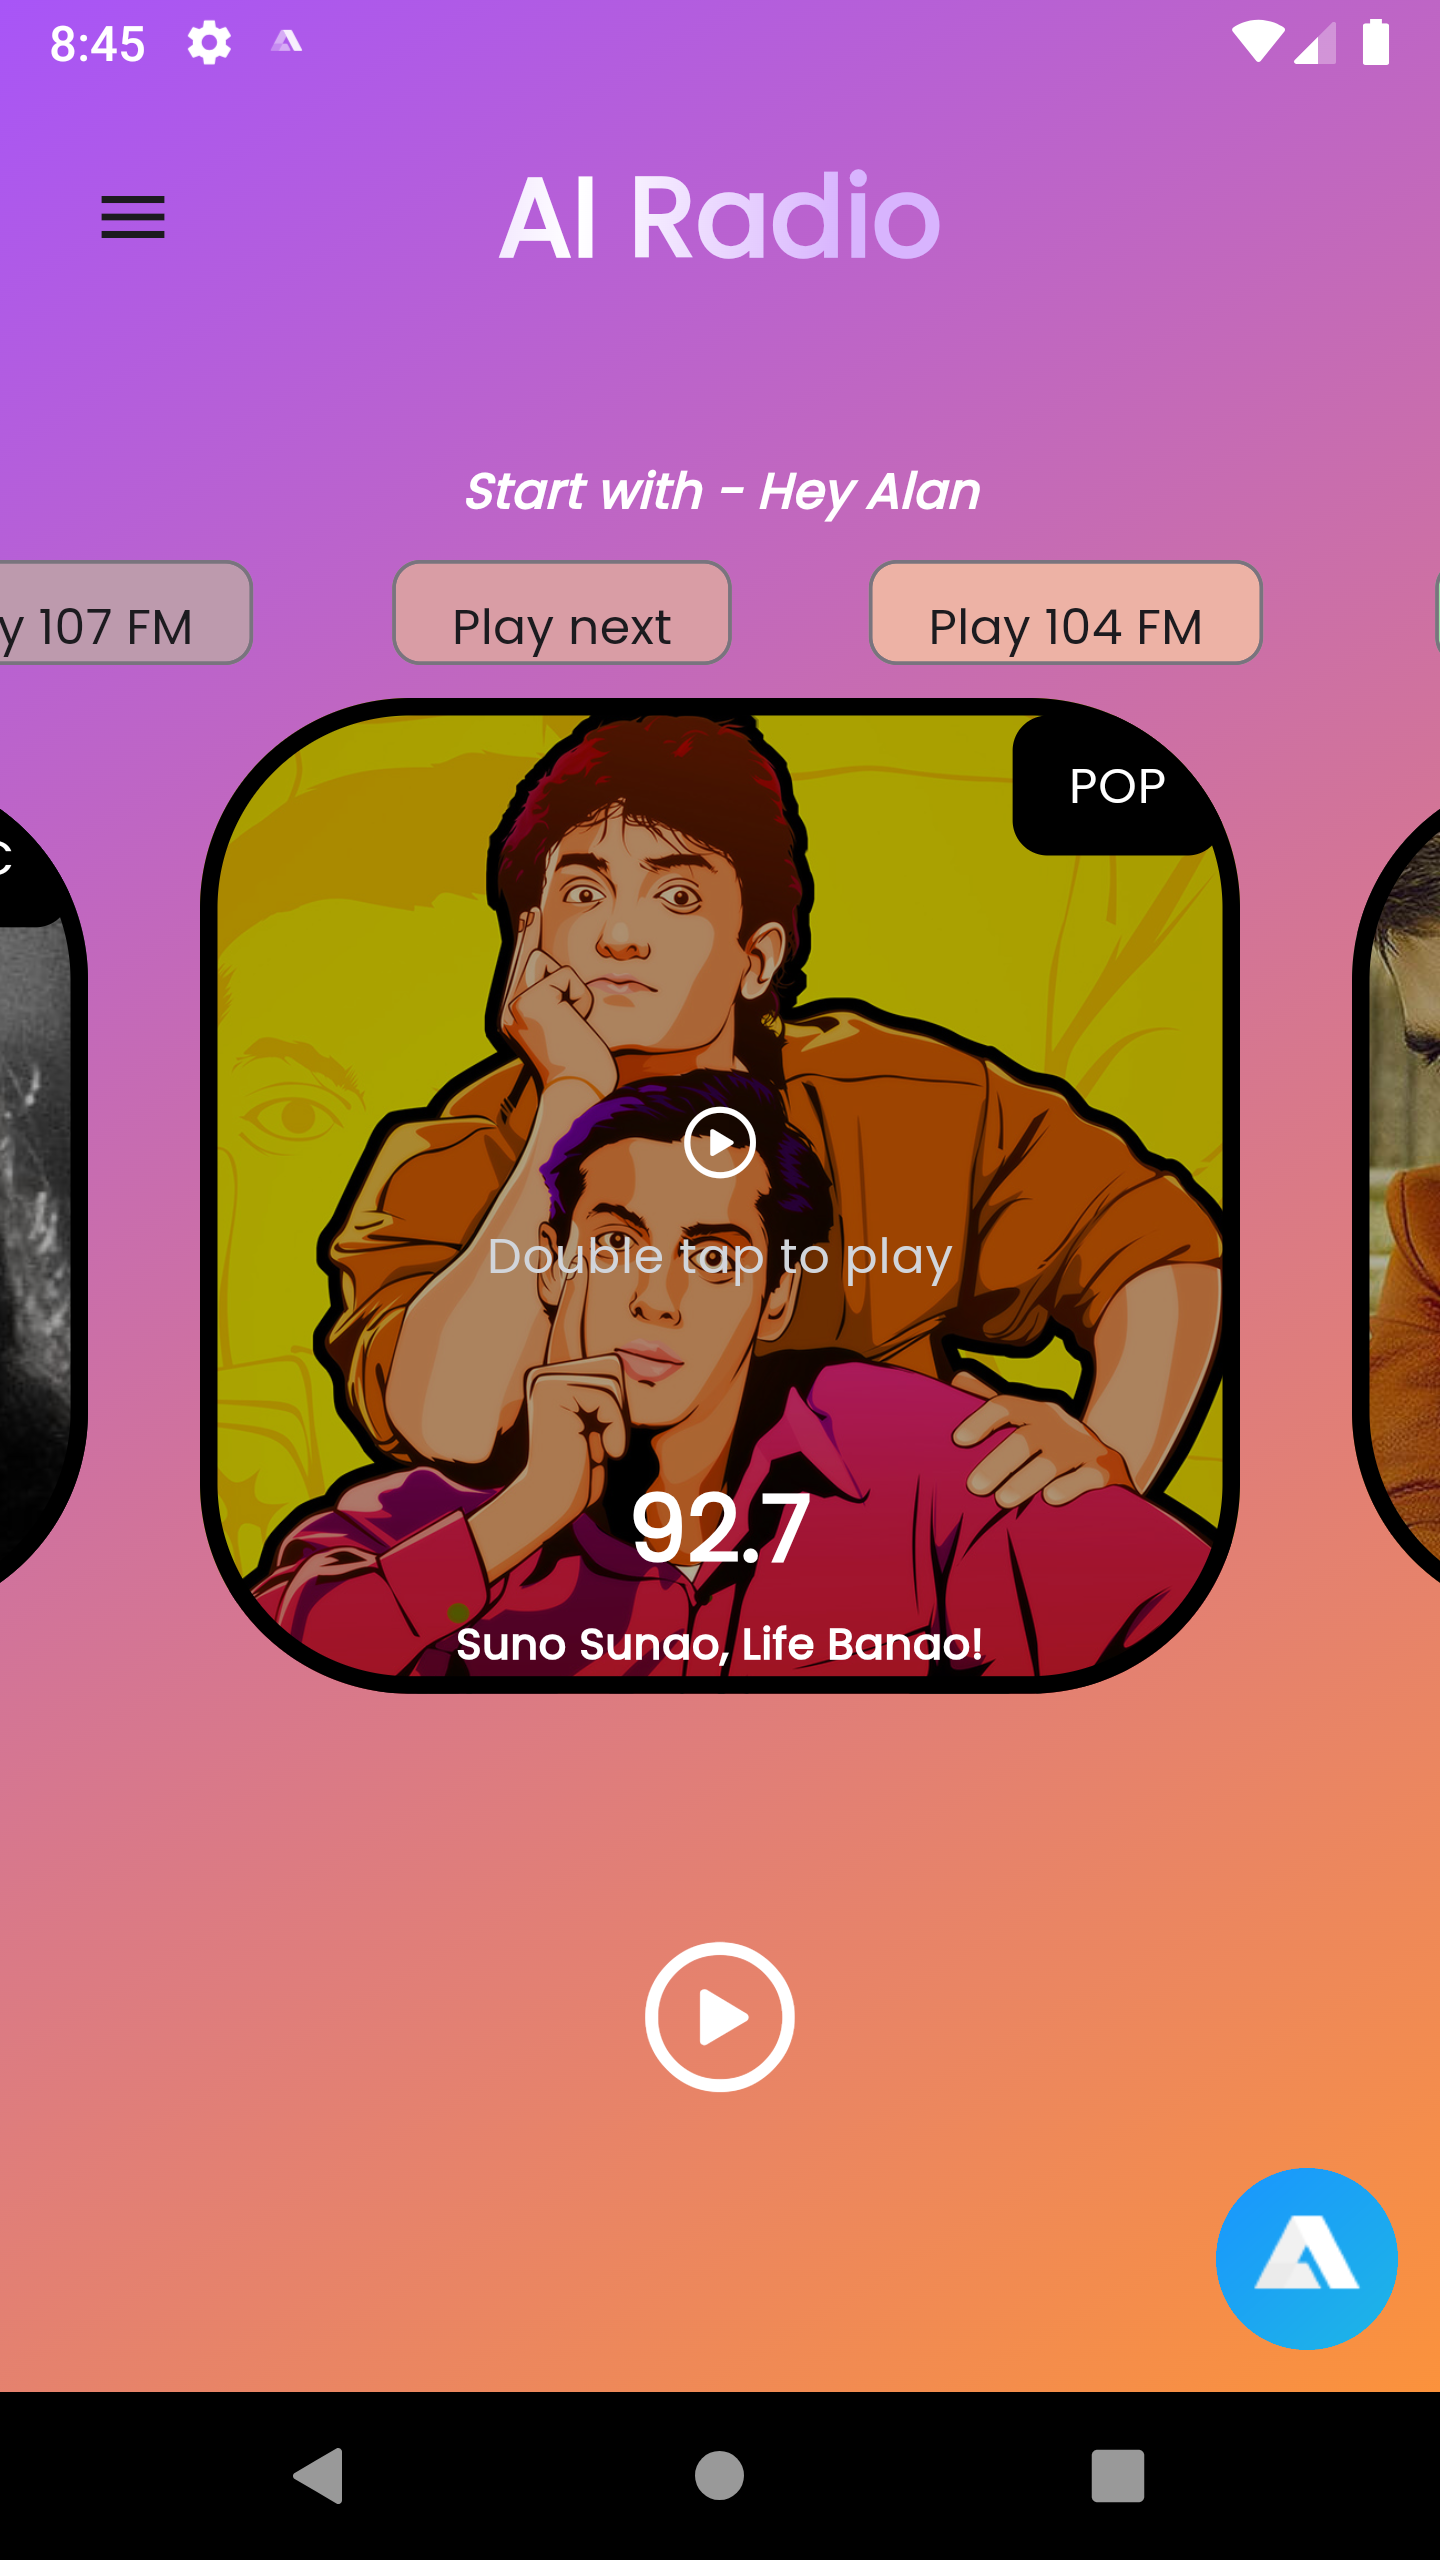 8:45
AI Radio
Start with - Hey Alan
y 107 FM
Play next
Play 104 FM
POP
C
Double tap to play
92.7
Suno Sunao, Life Banao!